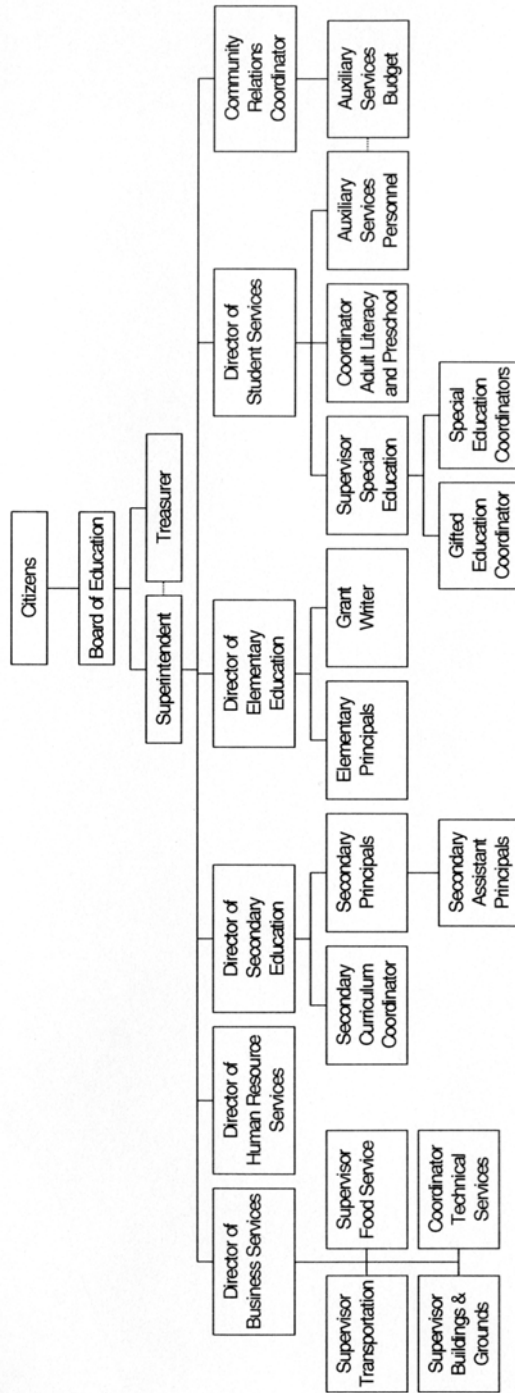 Citizens
Board of Education
Superintendent
Treasurer
Director of
Business Services
Director of
Human Resource
Services
Director of
Secondary
Education
Director of
Elementary
Education
Director of
Student Services
Community
Relations
Coordinator
Supervisor
Transportation
Supervisor
Food Service
Secondary
Curriculum
Coordinator
Secondary
Principals
Elementary
Principals
Grant
Writer
Supervisor
Special
Education
Coordinator
Adult Literacy
and Preschool
Auxiliary
Services
Personnel
Auxiliary
Services
Budget
Supervisor
Buildings &
Grounds
Coordinator
Technical
Services
Secondary
Assistant
Principals
Gifted
Education
Coordinator
Special
Education
Coordinators